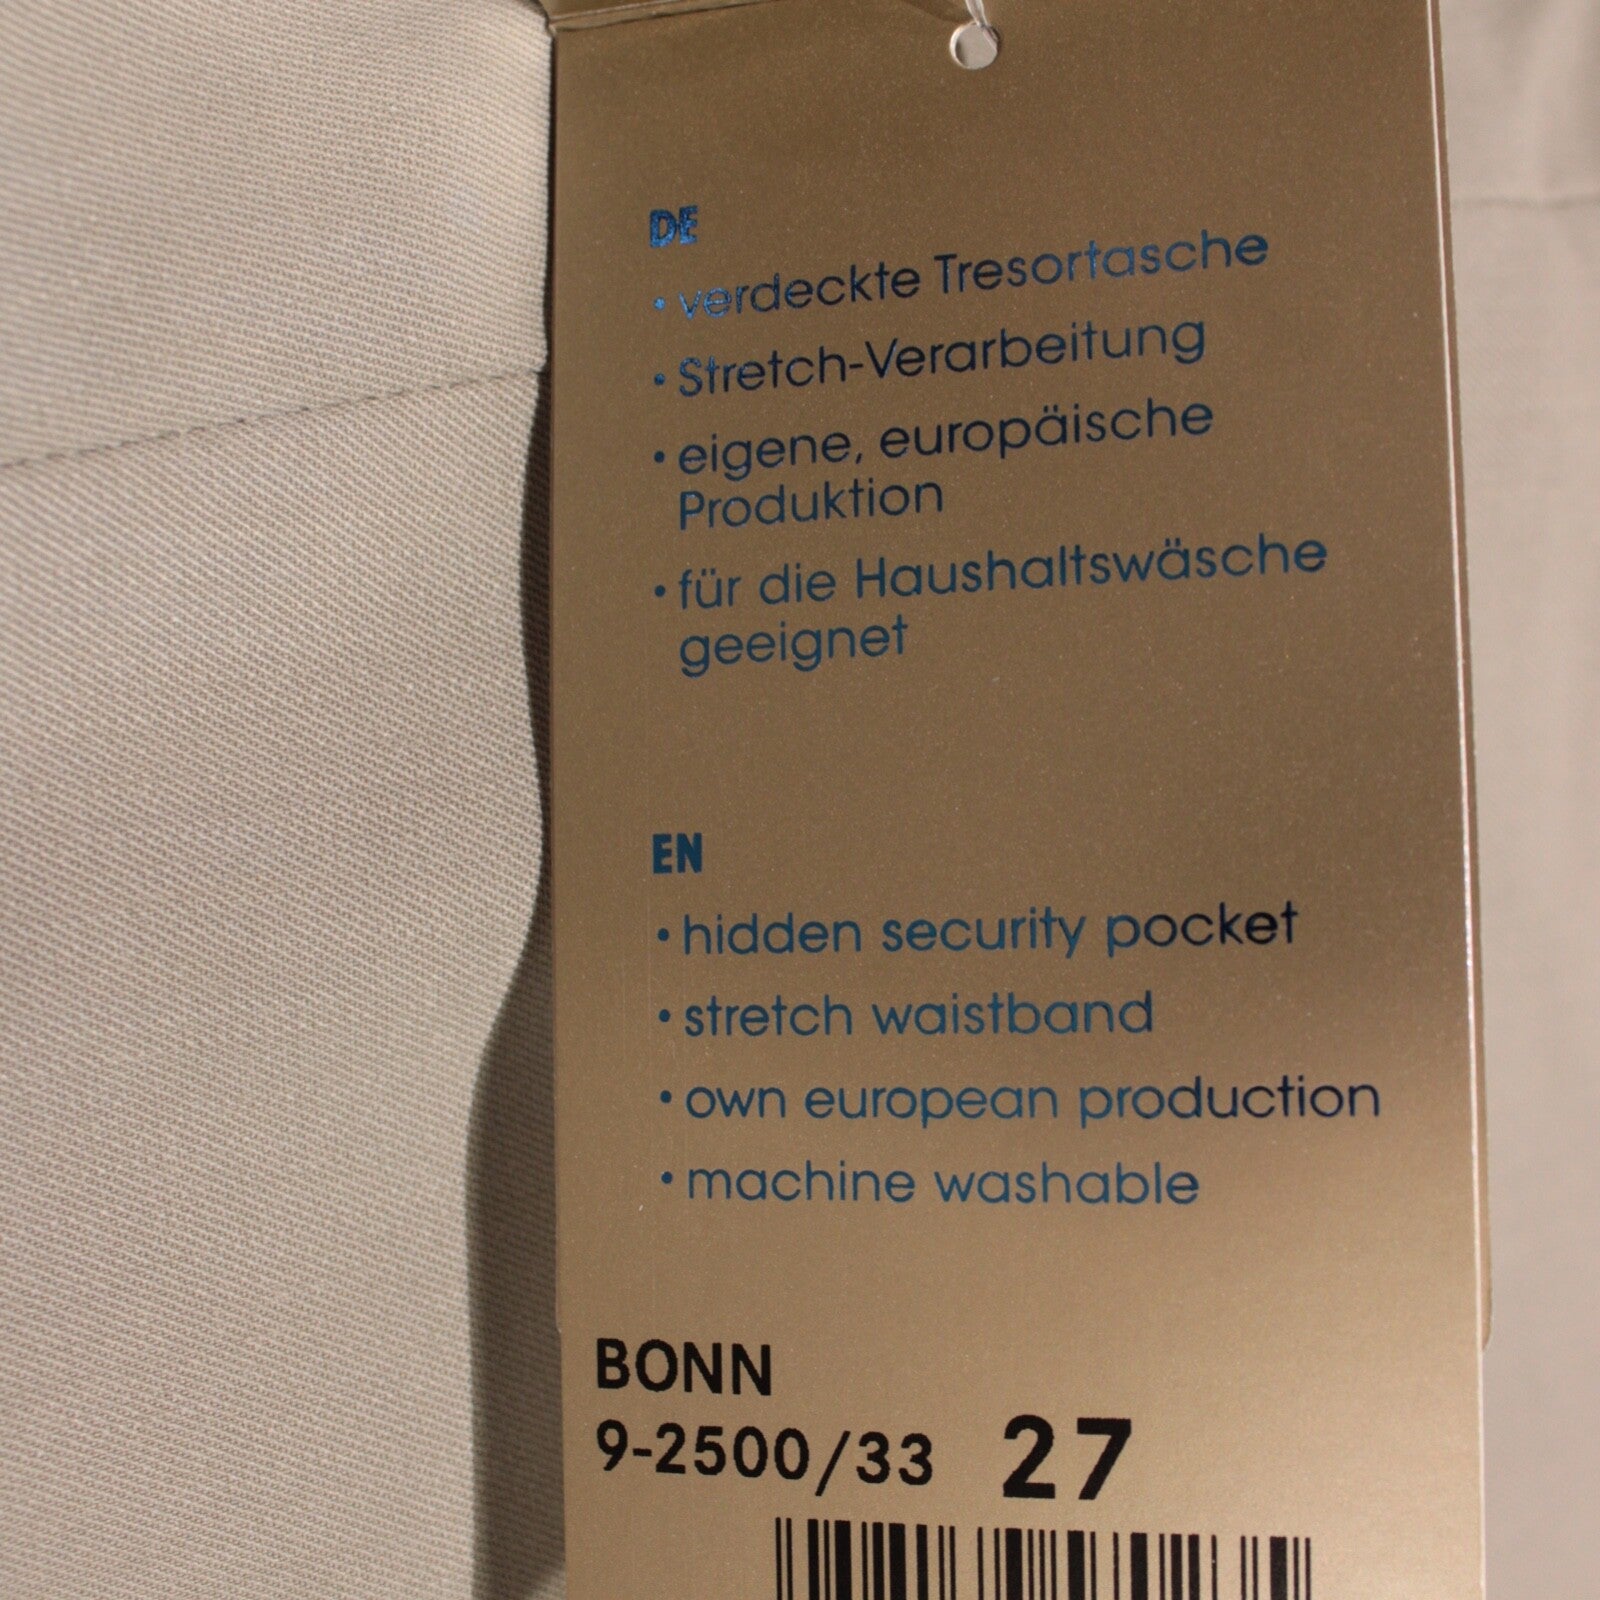 DE
• verdeckte Tresortasche
• Stretch-Verarbeitung
• eigene, europäische
Produktion
• für die Haushaltswäsche
geeignet
EN
• hidden security pocket
• stretch waistband
• own european production
• machine washable
BONN
9-2500/33 27